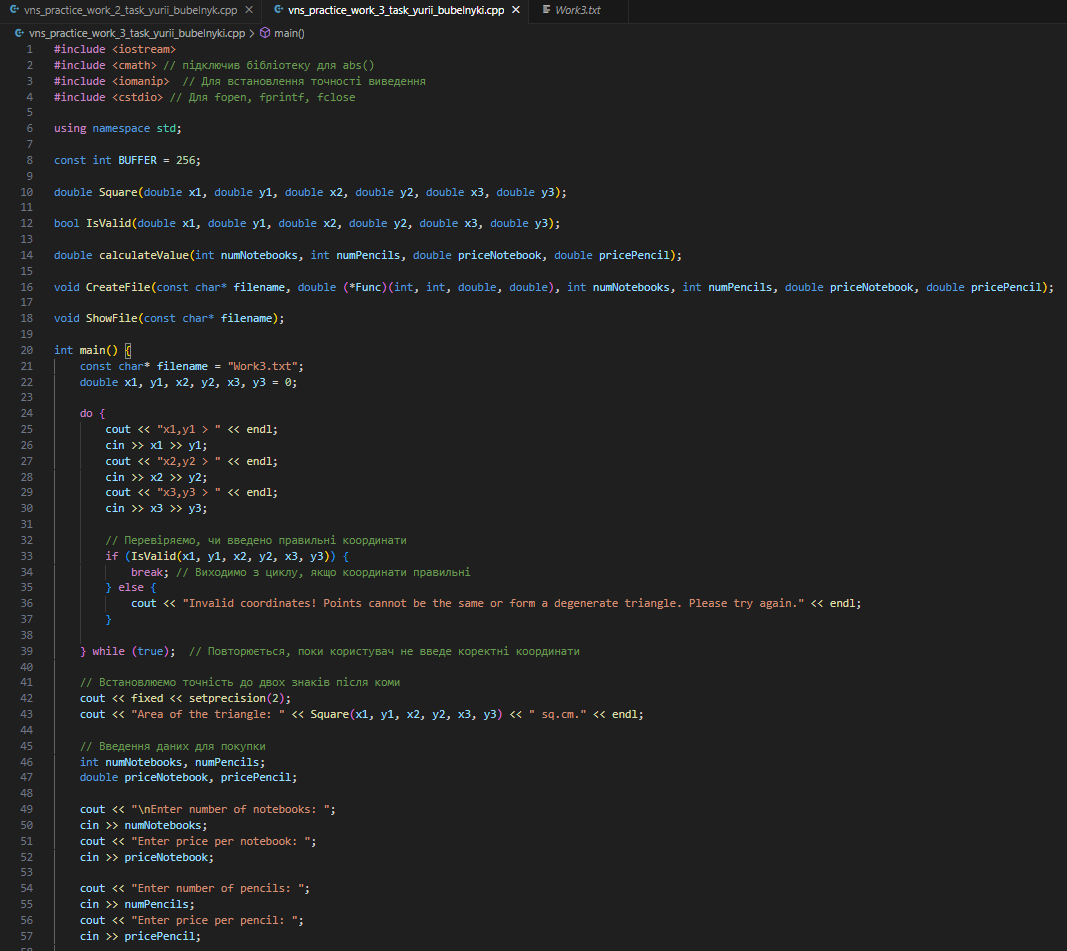 vns_practice_work_2_task_yurii_bubelnyk.cpp vns_practice_work_3_task_yurii_bubelnyki.cpp Work3.txt
vns_practice_work_3_task_yurii_bubelnyki.cpp > main()
1 #include <iostream>
2 #include <cmath> // підключив бібліотеку для abs()
3 #include <iomanip>  // Для встановлення точності виведення
4 #include <cstdio> // Для fopen, fprintf, fclose
5
6 using namespace std;
7
8 const int BUFFER = 256;
9
10 double Square(double x1, double y1, double x2, double y2, double x3, double y3);
11
12 bool IsValid(double x1, double y1, double x2, double y2, double x3, double y3);
13
14 double calculateValue(int numNotebooks, int numPencils, double priceNotebook, double pricePencil);
15
16 void CreateFile(const char* filename, double (*Func)(int, int, double, double), int numNotebooks, int numPencils, double priceNotebook, double pricePencil);
17
18 void ShowFile(const char* filename);
19
20 int main() {
21     const char* filename = "Work3.txt";
22     double x1, y1, x2, y2, x3, y3 = 0;
23
24     do {
25         cout << "x1,y1 > " << endl;
26         cin >> x1 >> y1;
27         cout << "x2,y2 > " << endl;
28         cin >> x2 >> y2;
29         cout << "x3,y3 > " << endl;
30         cin >> x3 >> y3;
31
32         // Перевіряємо, чи введено правильні координати
33         if (IsValid(x1, y1, x2, y2, x3, y3)) {
34             break; // Виходимо з циклу, якщо координати правильні
35         } else {
36             cout << "Invalid coordinates! Points cannot be the same or form a degenerate triangle. Please try again." << endl;
37         }
38
39     } while (true);  // Повторюється, поки користувач не введе коректні координати
40
41     // Встановлюємо точність до двох знаків після коми
42     cout << fixed << setprecision(2);
43     cout << "Area of the triangle: " << Square(x1, y1, x2, y2, x3, y3) << " sq.cm." << endl;
44
45     // Введення даних для покупки
46     int numNotebooks, numPencils;
47     double priceNotebook, pricePencil;
48
49     cout << "\nEnter number of notebooks: ";
50     cin >> numNotebooks;
51     cout << "Enter price per notebook: ";
52     cin >> priceNotebook;
53
54     cout << "Enter number of pencils: ";
55     cin >> numPencils;
56     cout << "Enter price per pencil: ";
57     cin >> pricePencil;